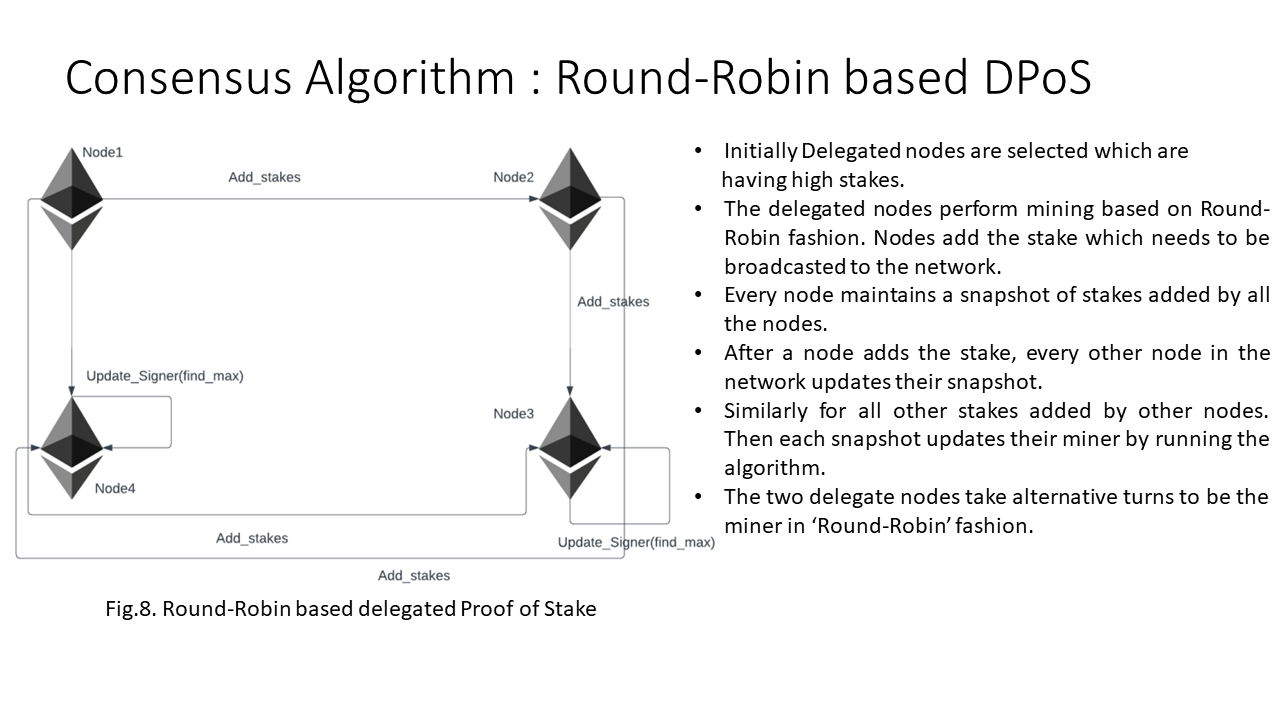 Consensus Algorithm : Round-Robin based DPoS
Node1
Add_stakes
Node2
Add_stakes
Update_Signer(find_max)
Node3
Node4
Add_stakes
Update_Signer(find_max)
Add_stakes
Fig.8. Round-Robin based delegated Proof of Stake
• Initially Delegated nodes are selected which are
having high stakes.
• The delegated nodes perform mining based on Round-
Robin fashion. Nodes add the stake which needs to be
broadcasted to the network.
• Every node maintains a snapshot of stakes added by all
the nodes.
• After a node adds the stake, every other node in the
network updates their snapshot.
• Similarly for all other stakes added by other nodes.
Then each snapshot updates their miner by running the
algorithm.
• The two delegate nodes take alternative turns to be the
miner in ‘Round-Robin’ fashion.